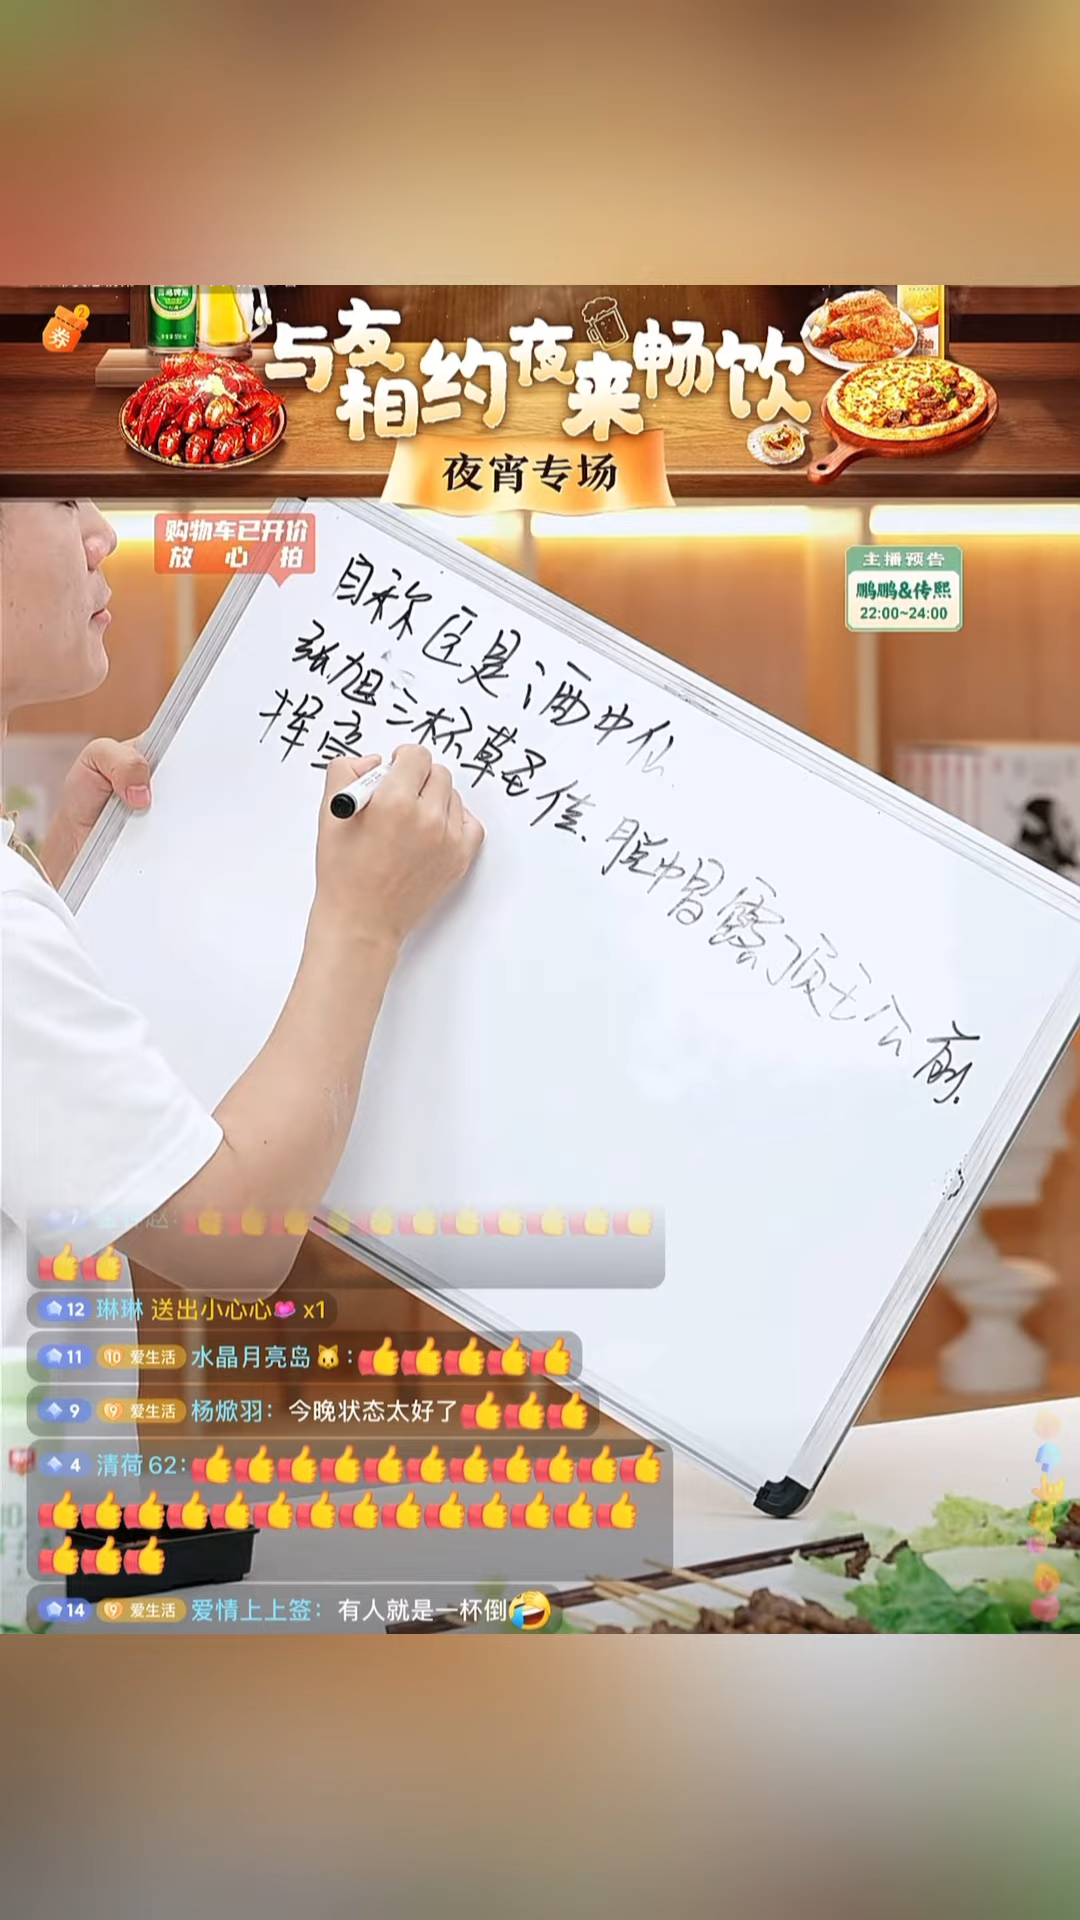 券
2
与友相约夜来畅饮
夜宵专场
购物车已开价
放心拍
主播预告
鹏鹏&传熙
22:00~24:00
自称臣是酒中仙
张旭三杯草圣传、脱帽露顶王公前.
挥毫
12 琳琳 送出小心心 x1
11 10 爱生活 水晶月亮岛🐱:👍👍👍👍👍
9 9 爱生活 杨焮羽: 今晚状态太好了👍👍👍
4 清荷62:👍👍👍👍👍👍👍👍👍👍👍
👍👍👍👍👍👍👍👍👍👍👍👍👍👍
👍👍👍
14 9 爱生活 爱情上上签: 有人就是一杯倒🤣